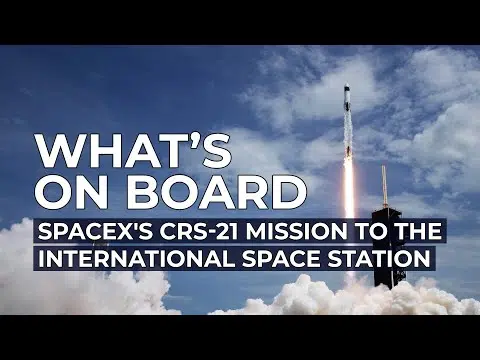 WHAT'S
ON BOARD
SPACEX'S CRS-21 MISSION TO THE
INTERNATIONAL SPACE STATION